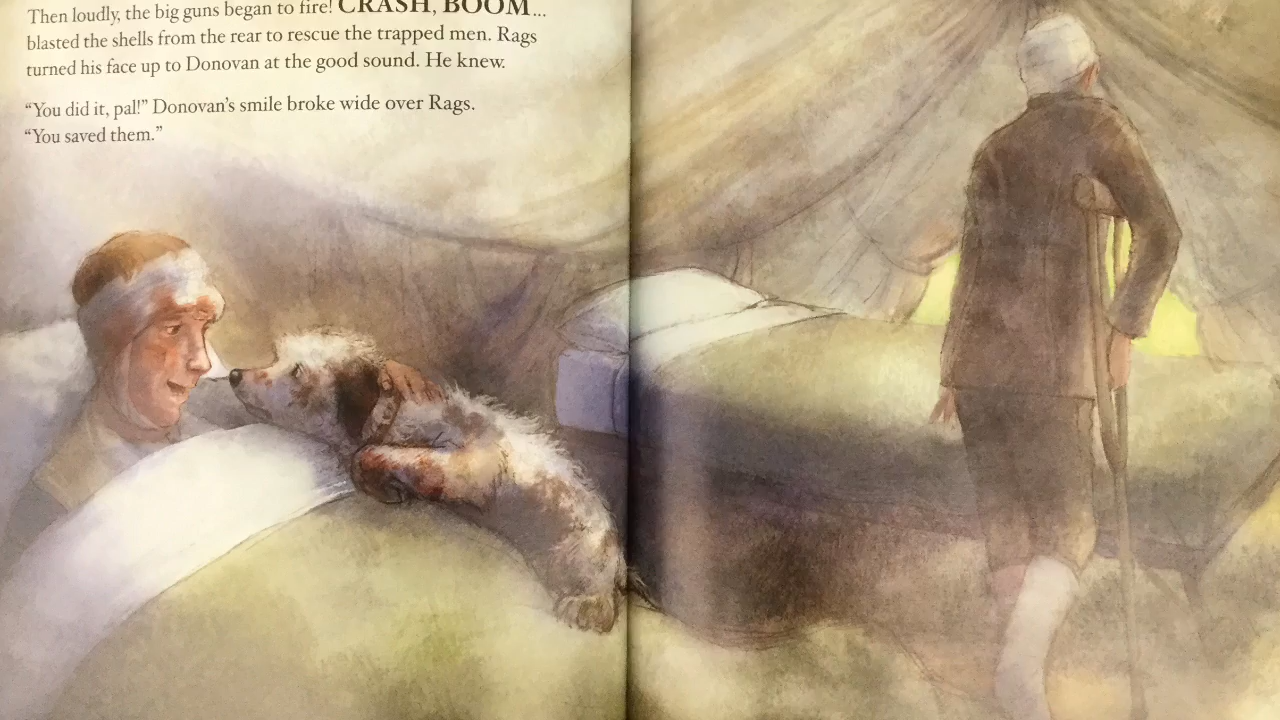 Then loudly, the big guns began to fire! CRASH, BOOM...
blasted the shells from the rear to rescue the trapped men. Rags
turned his face up to Donovan at the good sound. He knew.
“You did it, pal!” Donovan’s smile broke wide over Rags.
“You saved them.”